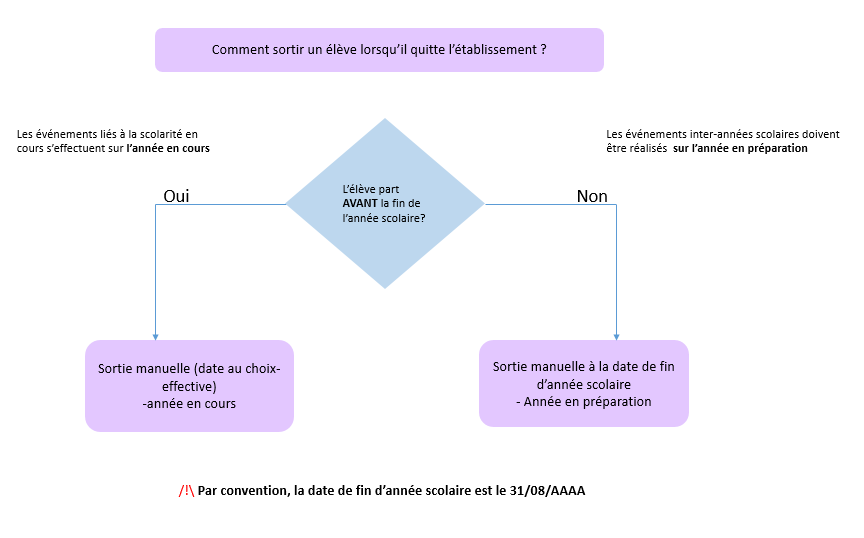 Comment sortir un élève lorsqu'il quitte l'établissement ?
Les événements liés à la scolarité en
cours s'effectuent sur l'année en cours
Les événements inter-années scolaires doivent
être réalisés sur l'année en préparation
Oui
L'élève part
AVANT la fin de
l'année scolaire?
Non
Sortie manuelle (date au choix-
effective)
-année en cours
Sortie manuelle à la date de fin
d'année scolaire
- Année en préparation
/!\ Par convention, la date de fin d'année scolaire est le 31/08/AAAA